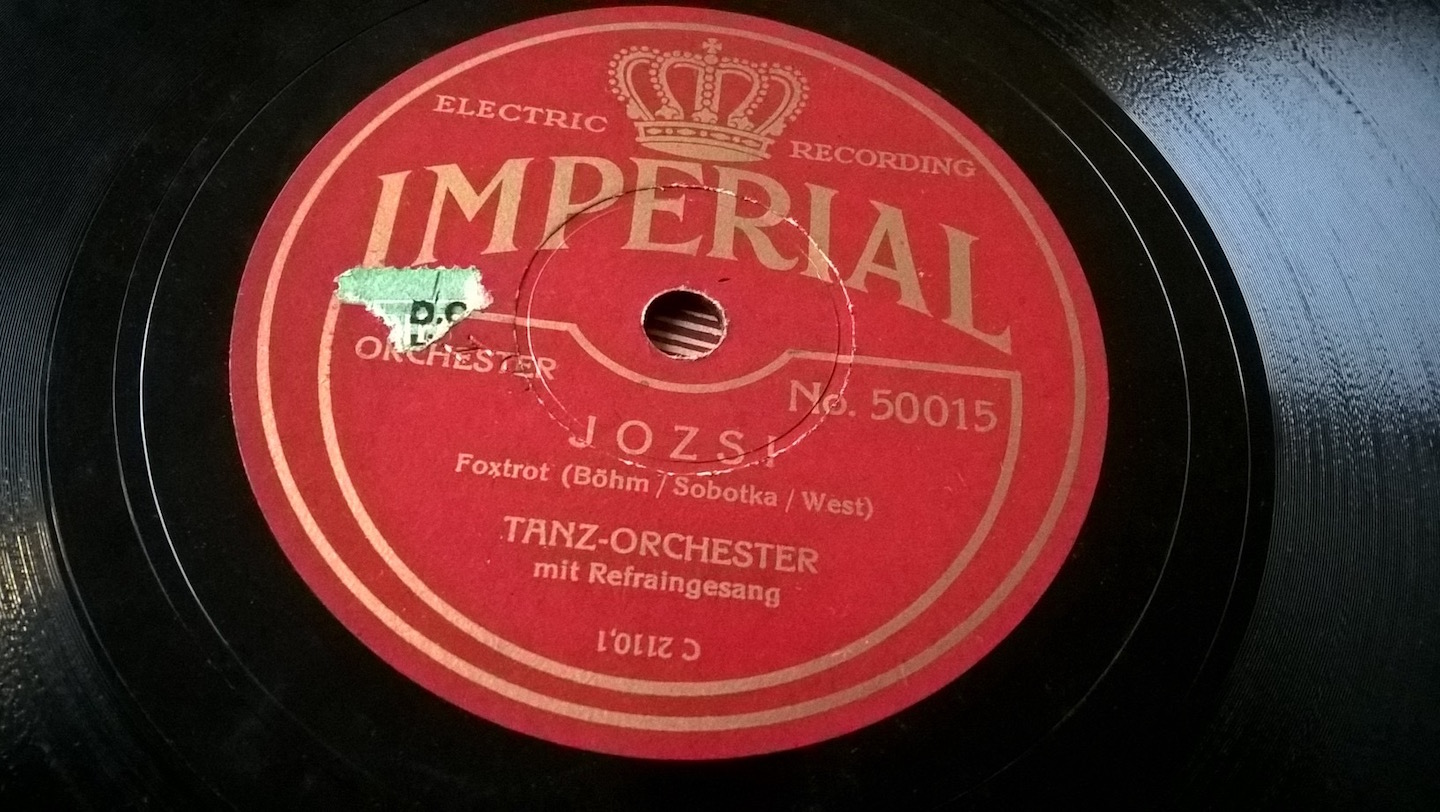 ELECTRIC RECORDING
IMPERIAL
D.C
ORCHESTER
No. 50015
JOZSI
Foxtrot (Böhm / Sobotka / West)
TANZ-ORCHESTER
mit Refraingesang
C 2110,1